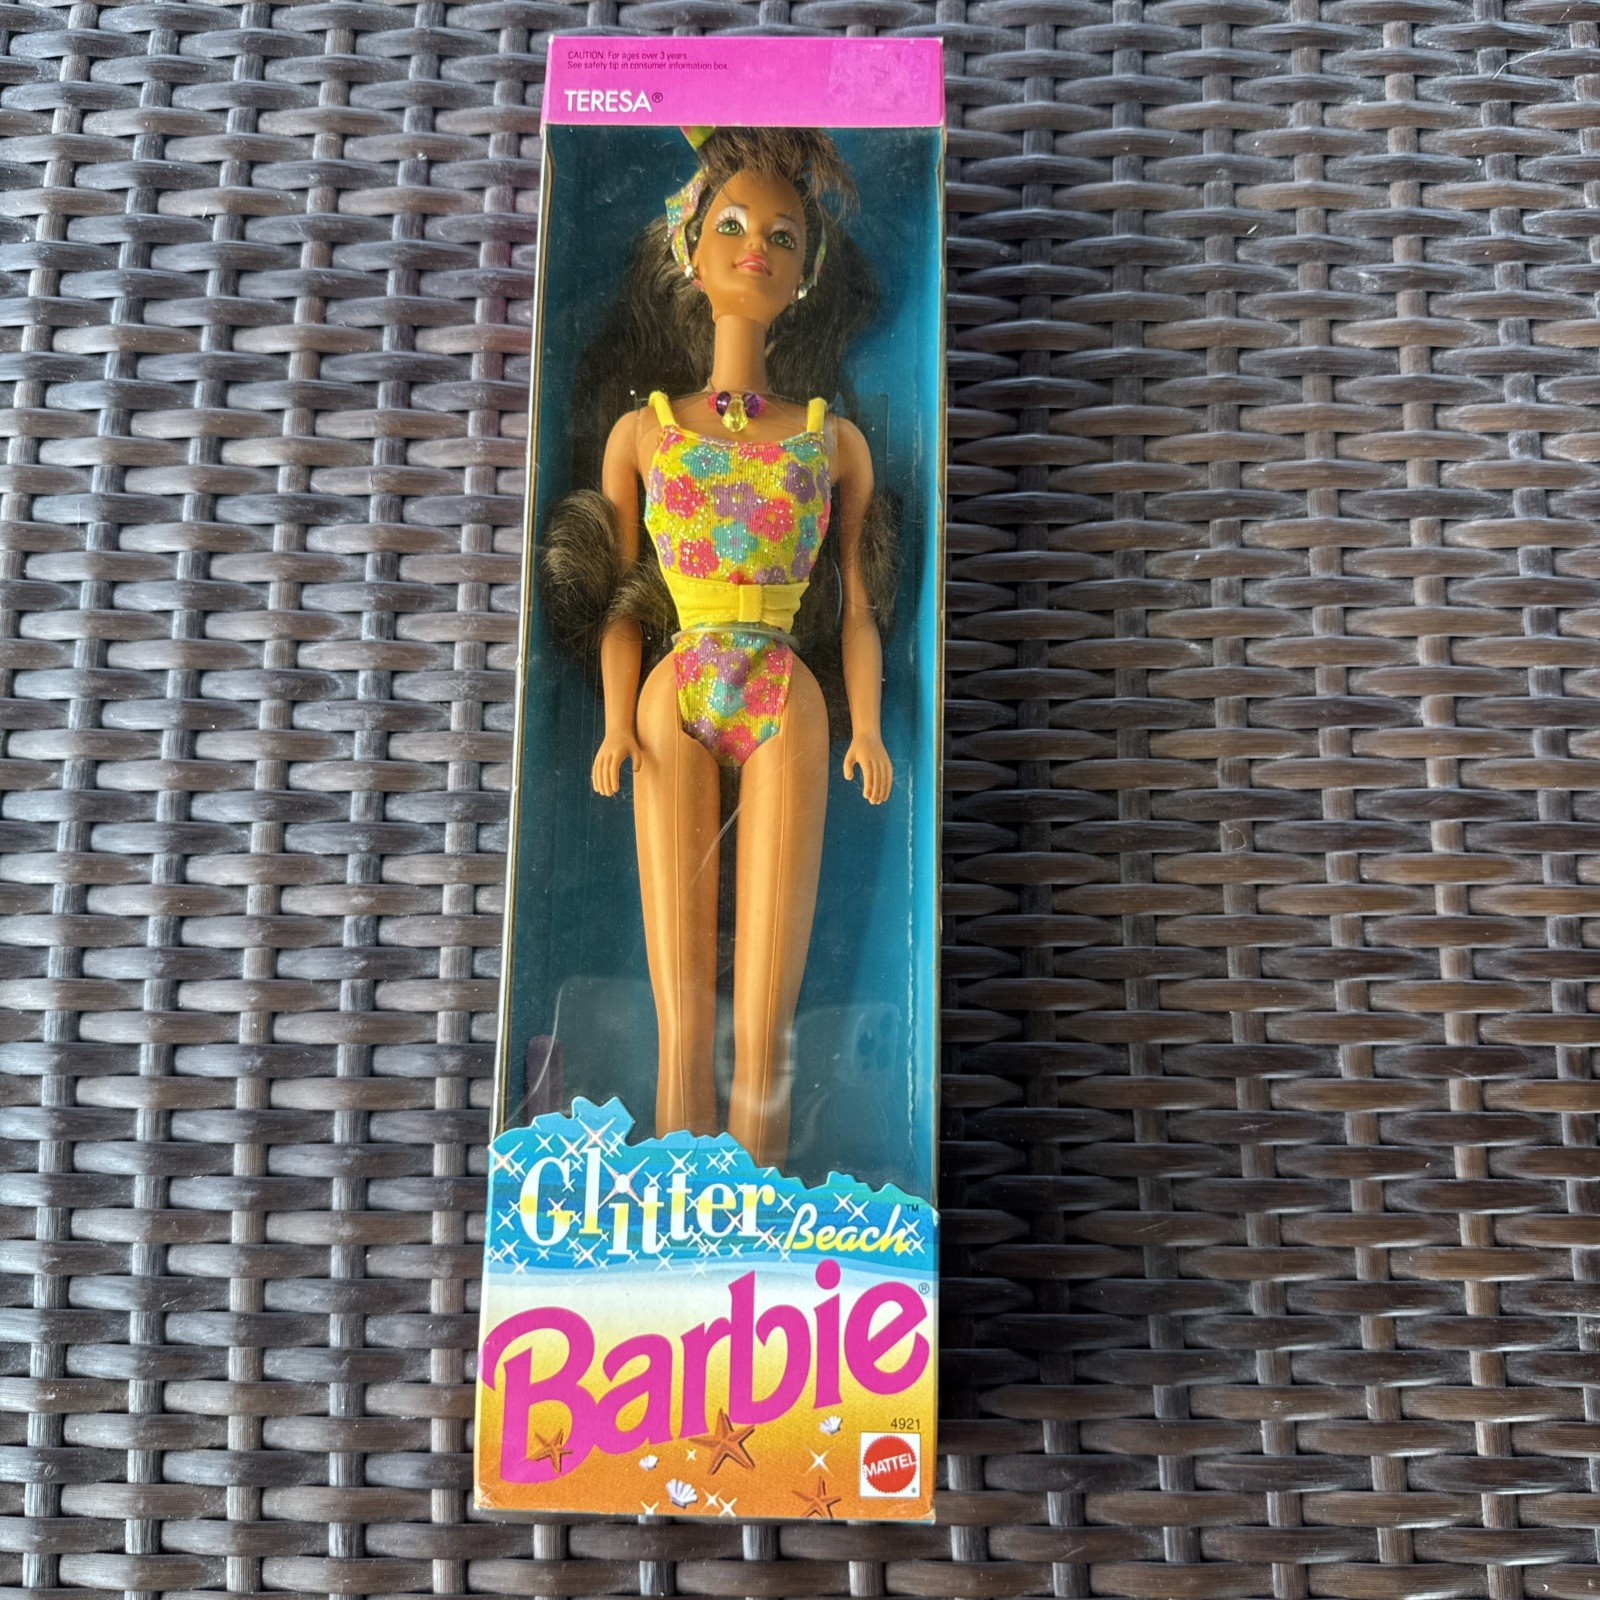 CAUTION: For ages over 3 years.
See safety tip in consumer information box.
TERESA®
Glitter Beach™
Barbie®
4921
MATTEL®